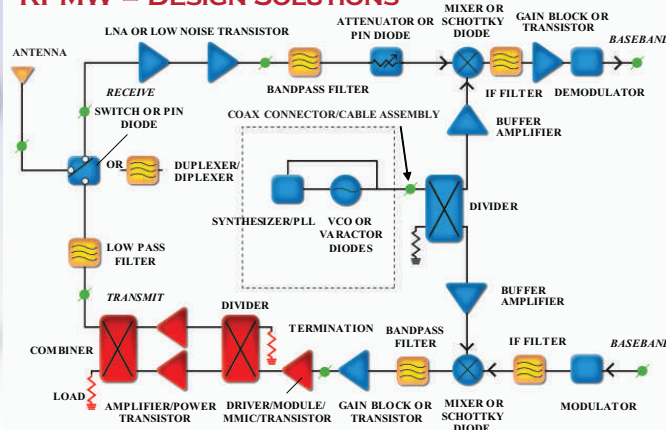 RFMW – DESIGN SOLUTIONS
ANTENNA
LNA OR LOW NOISE TRANSISTOR
ATTENUATOR OR
PIN DIODE
MIXER OR
SCHOTTKY
DIODE
GAIN BLOCK OR
TRANSISTOR
BASEBAND
RECEIVE
BANDPASS FILTER
IF FILTER
DEMODULATOR
SWITCH OR PIN
DIODE
COAX CONNECTOR/CABLE ASSEMBLY
BUFFER
AMPLIFIER
OR
DUPLEXER/
DIPLEXER
SYNTHESIZER/PLL
VCO OR
VARACTOR
DIODES
DIVIDER
LOW PASS
FILTER
TRANSMIT
DIVIDER
TERMINATION
BUFFER
AMPLIFIER
COMBINER
BANDPASS
FILTER
IF FILTER
BASEBAND
LOAD
AMPLIFIER/POWER
TRANSISTOR
DRIVER/MODULE/
MMIC/TRANSISTOR
GAIN BLOCK OR
TRANSISTOR
MIXER OR
SCHOTTKY
DIODE
MODULATOR